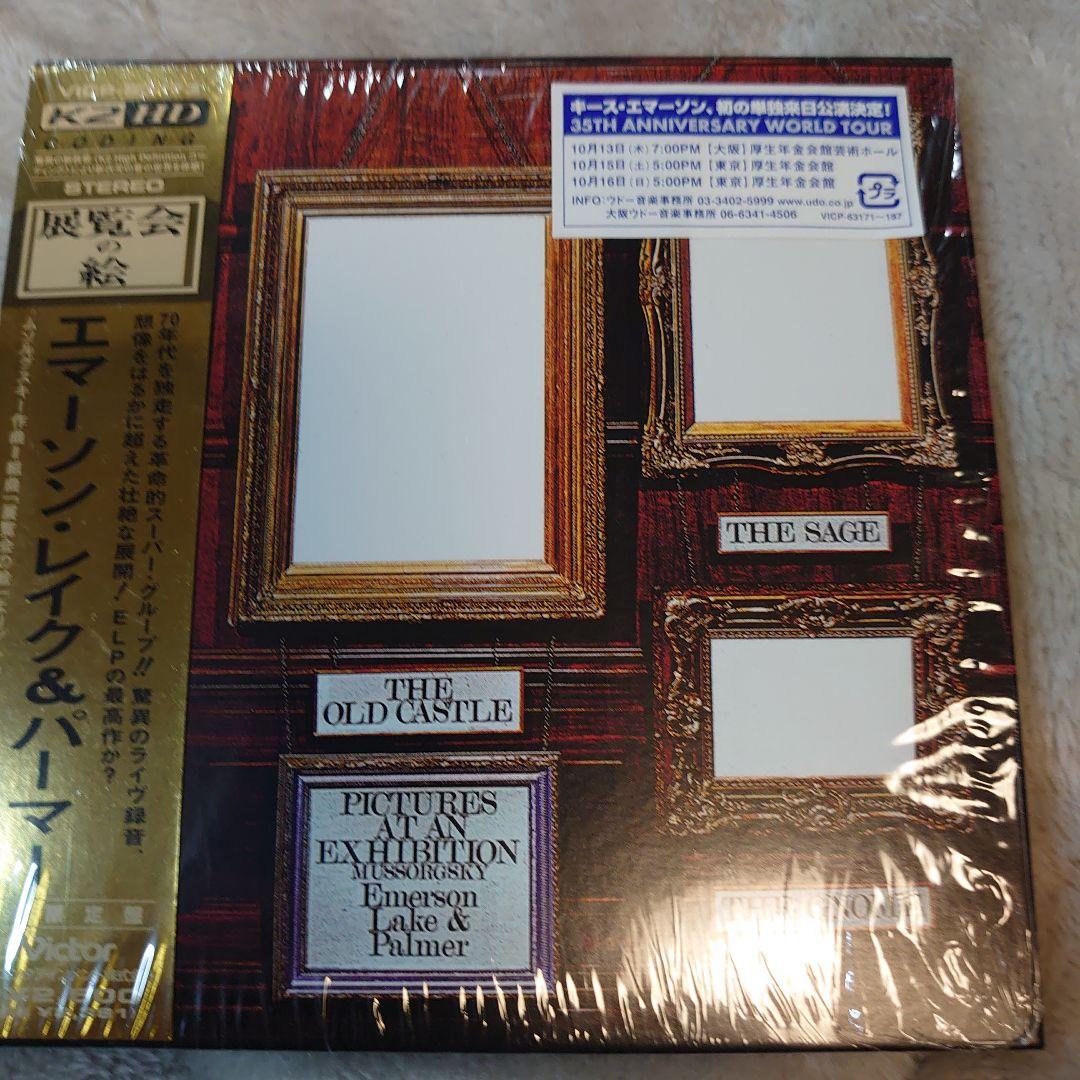 K2 HD
CODING
STEREO
展覧会
の
絵
70年代を独走する革命的スーパー・グループ!! 驚異のライヴ録音、
想像をはるかに超えた壮絶な展開! ELPの最高作か?
エマーソン・レイク&パーマー
Victor
キース・エマーソン、初の単独来日公演決定!
35TH ANNIVERSARY WORLD TOUR
10月13日(木)7:00PM【大阪】厚生年金会館芸術ホール
10月15日(土)5:00PM【東京】厚生年金会館
10月16日(日)5:00PM【東京】厚生年金会館
INFO:ウドー音楽事務所 03-3402-5999 www.udo.co.jp
大阪ウドー音楽事務所 06-6341-4506
VICP-63171〜187
プラ
THE SAGE
THE
OLD CASTLE
PICTURES
AT AN
EXHIBITION
MUSSORGSKY
Emerson
Lake &
Palmer
THE GNOME